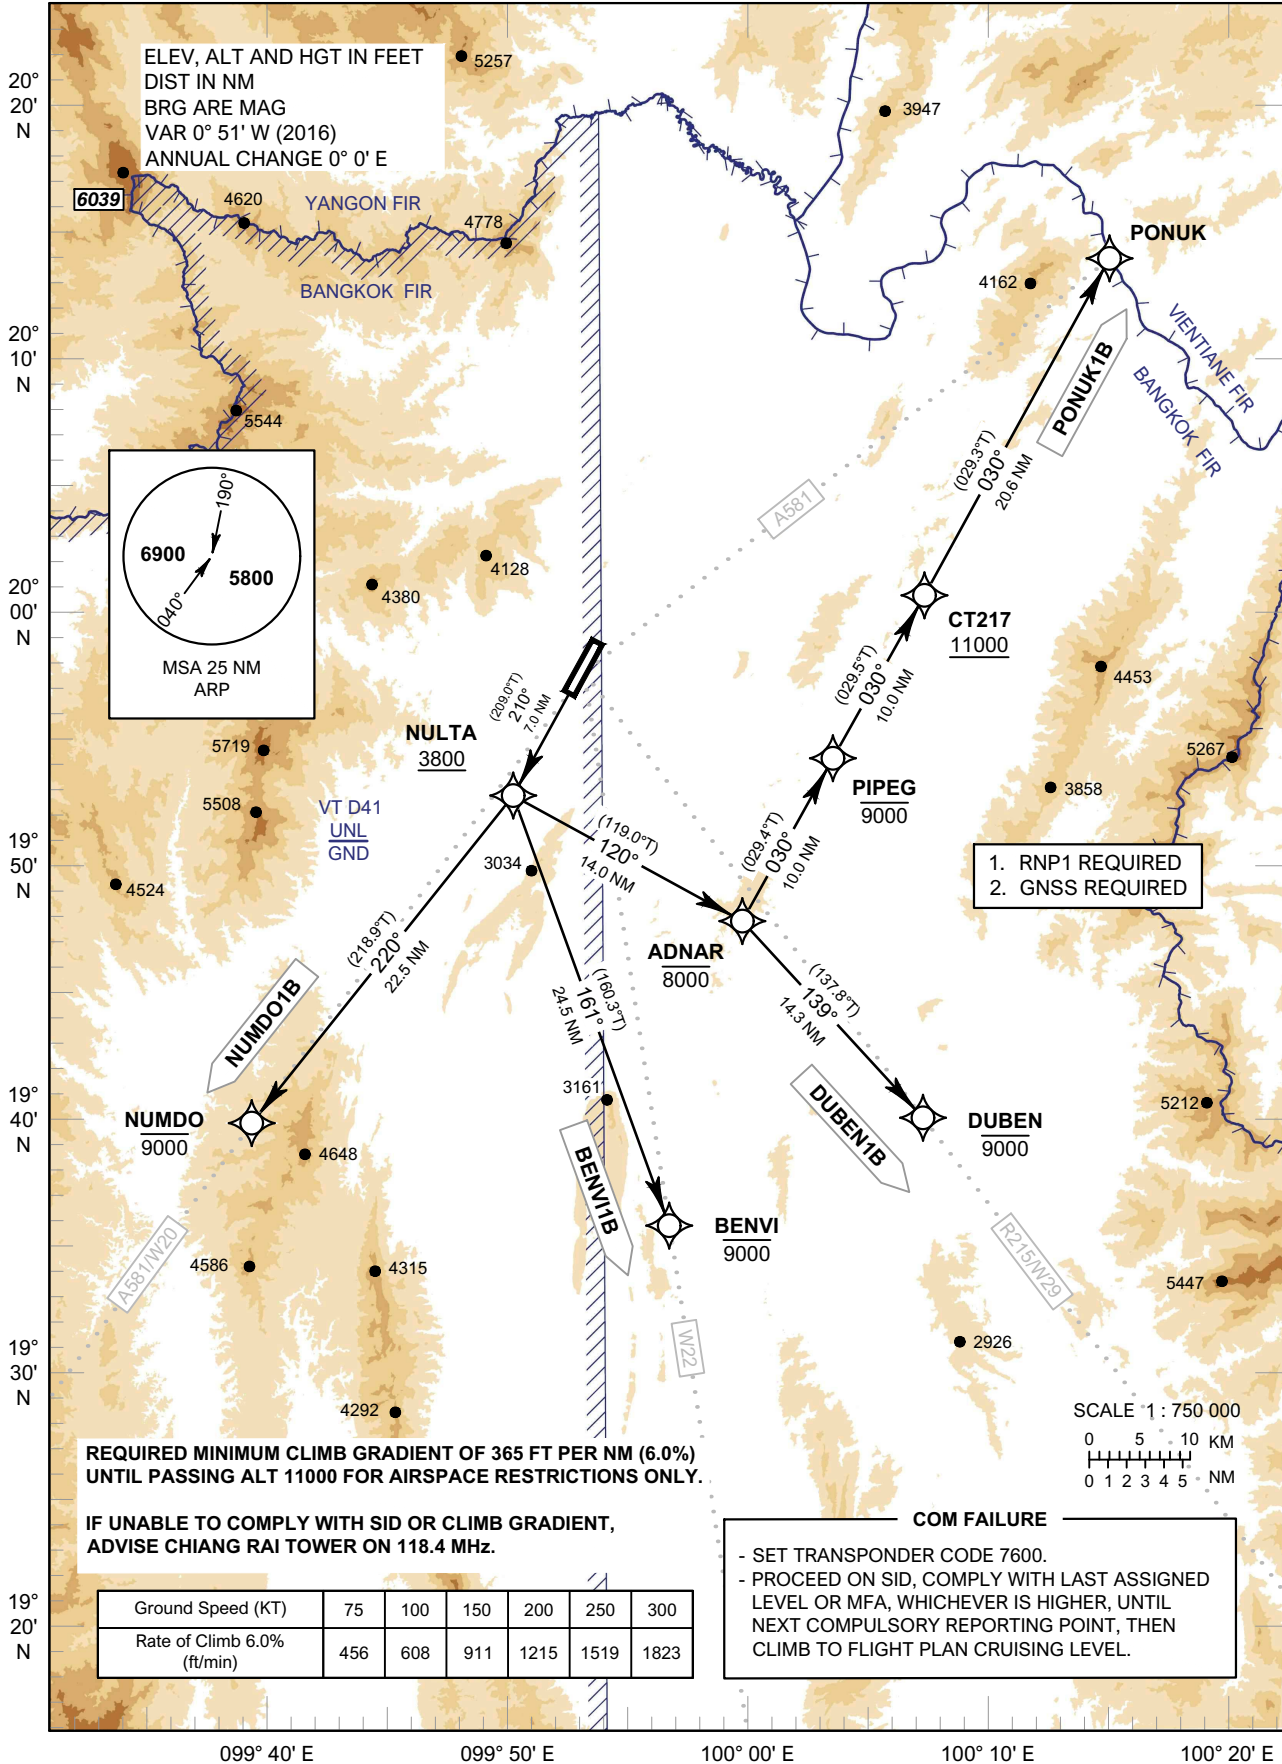 ELEV, ALT AND HGT IN FEET
DIST IN NM
BRG ARE MAG
VAR 0° 51' W (2016)
ANNUAL CHANGE 0° 0' E
5257
3947
20°
20'
N
6039
4620
YANGON FIR
4778
BANGKOK FIR
PONUK
4162
VIENTIANE FIR
BANGKOK FIR
PONUK1B
20°
10'
N
5544
190°
6900
5800
040°
MSA 25 NM
ARP
A581
(029.3°T)
030°
20.6 NM
4128
4380
20°
00'
N
CT217
11000
(029.5°T)
030°
10.0 NM
4453
(209.0°T)
210°
7.0 NM
NULTA
3800
5719
5508
5267
3858
PIPEG
9000
VT D41
UNL
GND
(119.0°T)
120°
14.0 NM
(029.4°T)
030°
10.0 NM
3034
19°
50'
N
4524
1. RNP1 REQUIRED
2. GNSS REQUIRED
ADNAR
8000
(218.9°T)
220°
22.5 NM
(160.3°T)
161°
24.5 NM
(137.8°T)
139°
14.3 NM
NUMDO1B
19°
40'
N
NUMDO
9000
3161
4648
DUBEN1B
DUBEN
9000
5212
BENVI1B
BENVI
9000
A581/W20
4586
4315
R215/W29
5447
W22
2926
19°
30'
N
4292
SCALE 1 : 750 000
0 5 10 KM
0 1 2 3 4 5 NM
REQUIRED MINIMUM CLIMB GRADIENT OF 365 FT PER NM (6.0%)
UNTIL PASSING ALT 11000 FOR AIRSPACE RESTRICTIONS ONLY.
IF UNABLE TO COMPLY WITH SID OR CLIMB GRADIENT,
ADVISE CHIANG RAI TOWER ON 118.4 MHz.
COM FAILURE
- SET TRANSPONDER CODE 7600.
- PROCEED ON SID, COMPLY WITH LAST ASSIGNED
LEVEL OR MFA, WHICHEVER IS HIGHER, UNTIL
NEXT COMPULSORY REPORTING POINT, THEN
CLIMB TO FLIGHT PLAN CRUISING LEVEL.
19°
20'
N
Ground Speed (KT) 75 100 150 200 250 300
Rate of Climb 6.0%
(ft/min) 456 608 911 1215 1519 1823
099° 40' E 099° 50' E 100° 00' E 100° 10' E 100° 20' E